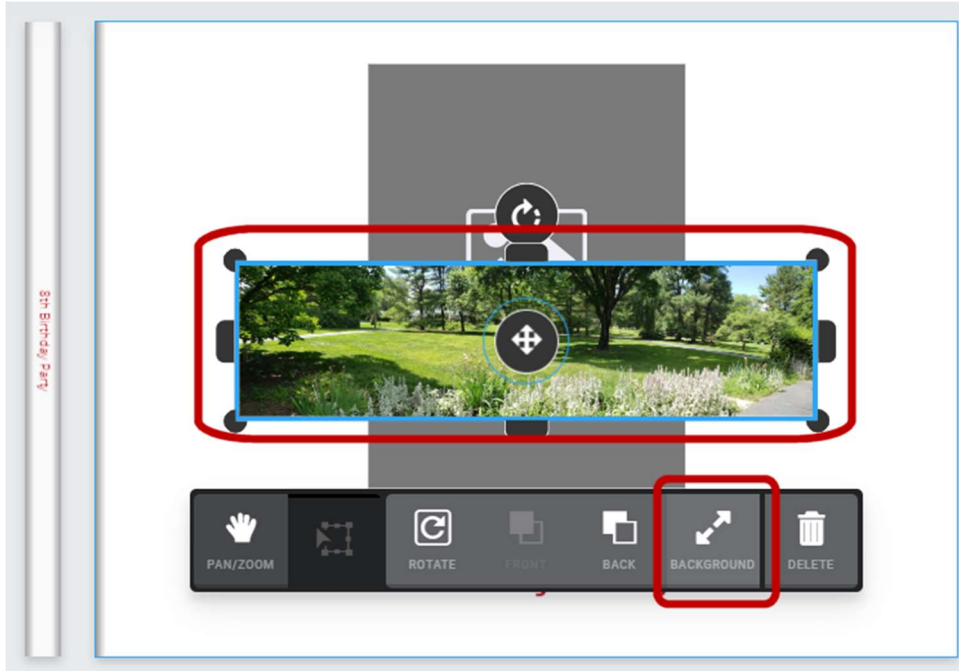 8th Birthday Party
PAN/ZOOM
ROTATE
FRONT
BACK
BACKGROUND
DELETE